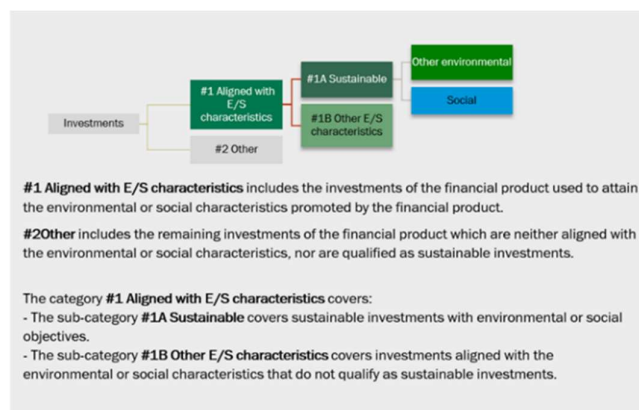 Other environmental
#1A Sustainable
#1 Aligned with
E/S
characteristics
Social
Investments
#1B Other E/S
characteristics
#2 Other
#1 Aligned with E/S characteristics includes the investments of the financial product used to attain
the environmental or social characteristics promoted by the financial product.
#2Other includes the remaining investments of the financial product which are neither aligned with
the environmental or social characteristics, nor are qualified as sustainable investments.
The category #1 Aligned with E/S characteristics covers:
- The sub-category #1A Sustainable covers sustainable investments with environmental or social
objectives.
- The sub-category #1B Other E/S characteristics covers investments aligned with the
environmental or social characteristics that do not qualify as sustainable investments.